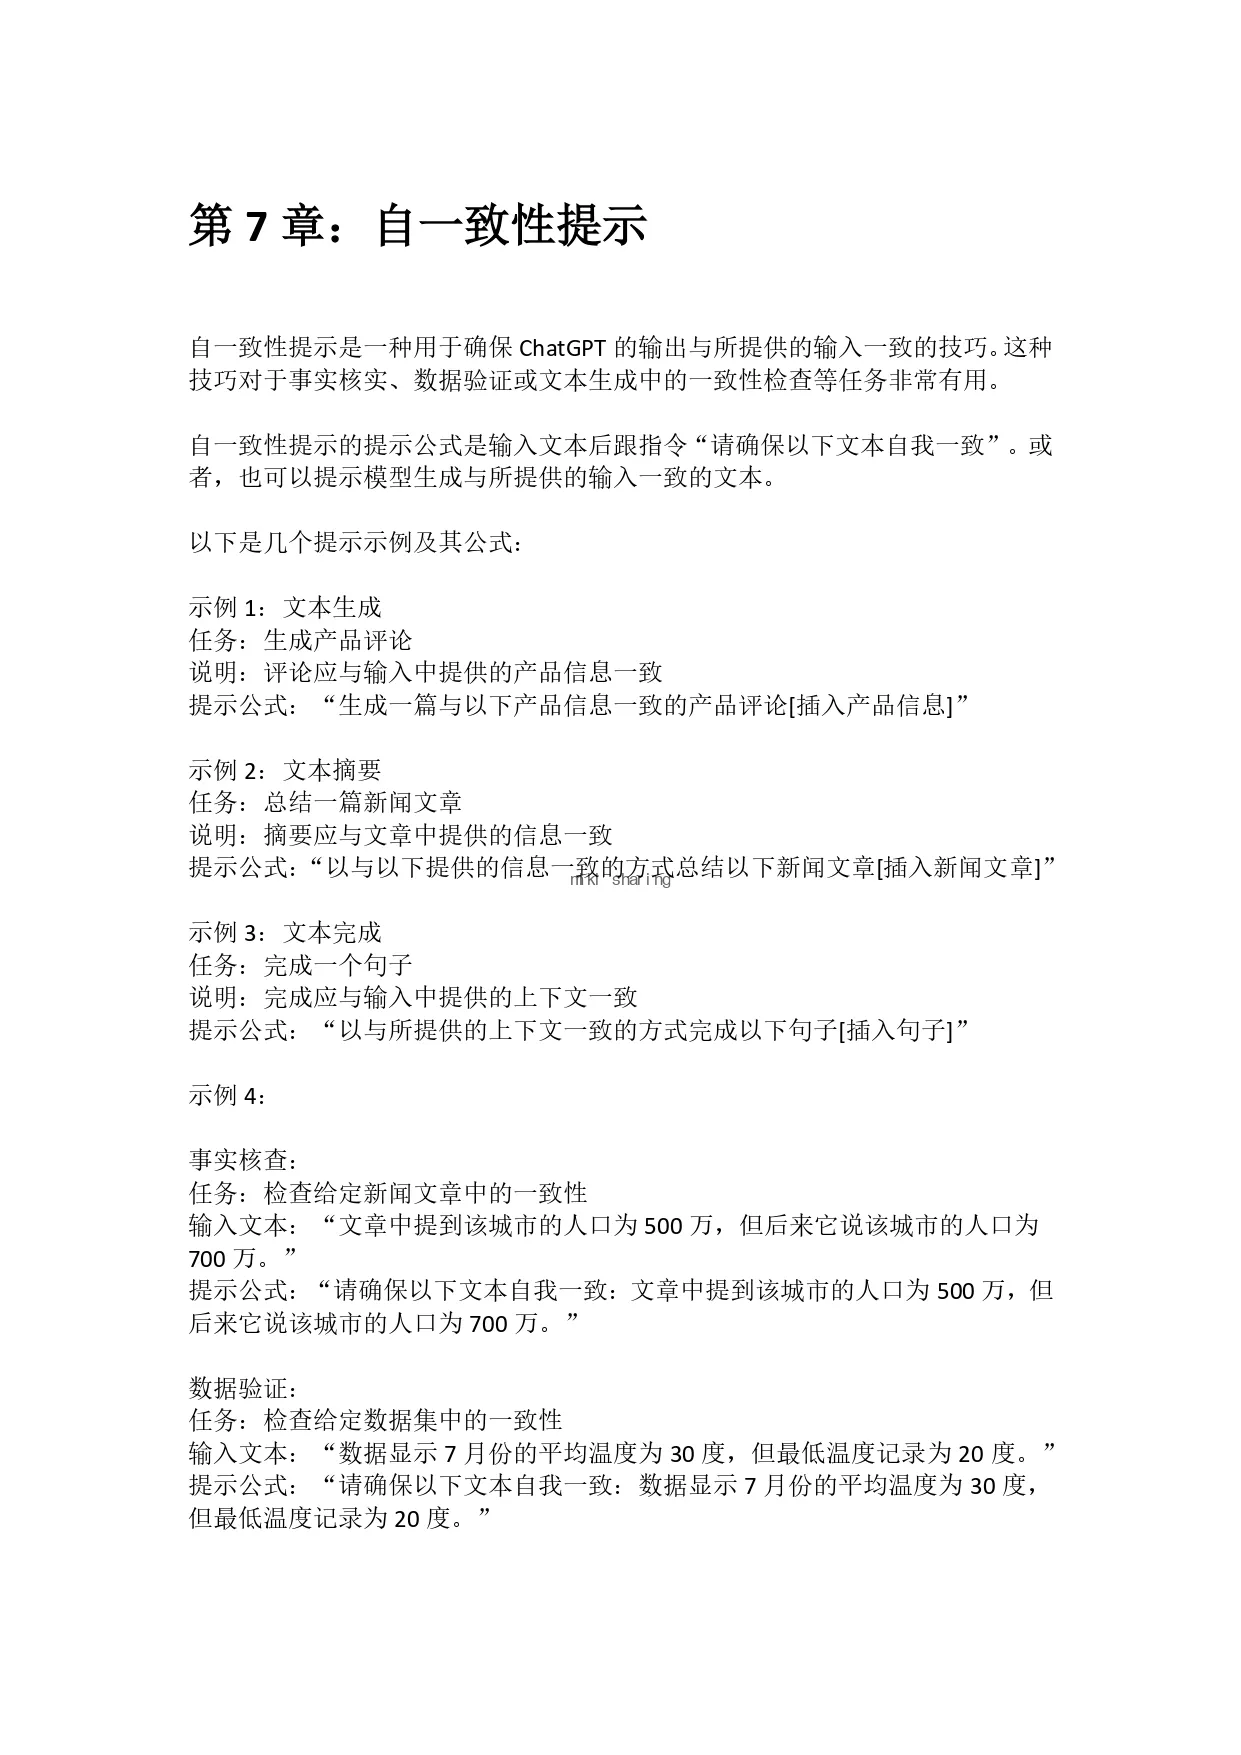 第 7 章：自一致性提示
自一致性提示是一种用于确保 ChatGPT 的输出与所提供的输入一致的技巧。这种
技巧对于事实核实、数据验证或文本生成中的一致性检查等任务非常有用。
自一致性提示的提示公式是输入文本后跟指令“请确保以下文本自我一致”。或
者，也可以提示模型生成与所提供的输入一致的文本。
以下是几个提示示例及其公式：
示例 1：文本生成
任务：生成产品评论
说明：评论应与输入中提供的产品信息一致
提示公式：“生成一篇与以下产品信息一致的产品评论[插入产品信息]”
示例 2：文本摘要
任务：总结一篇新闻文章
说明：摘要应与文章中提供的信息一致
提示公式：“以与以下提供的信息一致的方式总结以下新闻文章[插入新闻文章]”
mrki sharing
示例 3：文本完成
任务：完成一个句子
说明：完成应与输入中提供的上下文一致
提示公式：“以与所提供的上下文一致的方式完成以下句子[插入句子]”
示例 4：
事实核查：
任务：检查给定新闻文章中的一致性
输入文本：“文章中提到该城市的人口为 500 万，但后来它说该城市的人口为
700 万。”
提示公式：“请确保以下文本自我一致：文章中提到该城市的人口为 500 万，但
后来它说该城市的人口为 700 万。”
数据验证：
任务：检查给定数据集中的一致性
输入文本：“数据显示 7 月份的平均温度为 30 度，但最低温度记录为 20 度。”
提示公式：“请确保以下文本自我一致：数据显示 7 月份的平均温度为 30 度，
但最低温度记录为 20 度。”